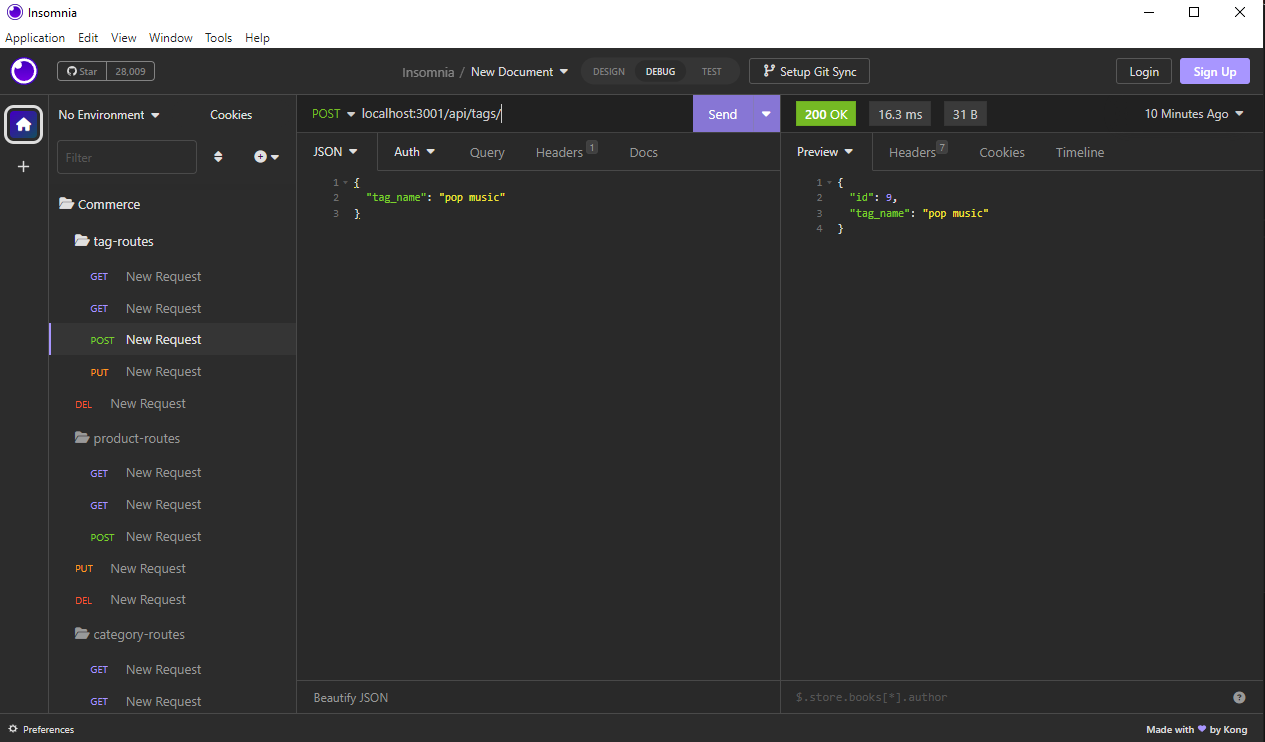 Insomnia
Application Edit View Window Tools Help
Star 28,009
Insomnia / New Document DESIGN DEBUG TEST Setup Git Sync Login Sign Up
No Environment Cookies
Filter
Commerce
tag-routes
GET New Request
GET New Request
POST New Request
PUT New Request
DEL New Request
product-routes
GET New Request
GET New Request
POST New Request
PUT New Request
DEL New Request
category-routes
GET New Request
GET New Request
POST localhost:3001/api/tags/ Send
JSON Auth Query Headers 1 Docs
1 {
2 "tag_name": "pop music"
3 }
Beautify JSON
200 OK 16.3 ms 31 B 10 Minutes Ago
Preview Headers 7 Cookies Timeline
1 {
2 "id": 9,
3 "tag_name": "pop music"
4 }
$.store.books[*].author ?
Preferences
Made with ♥ by Kong